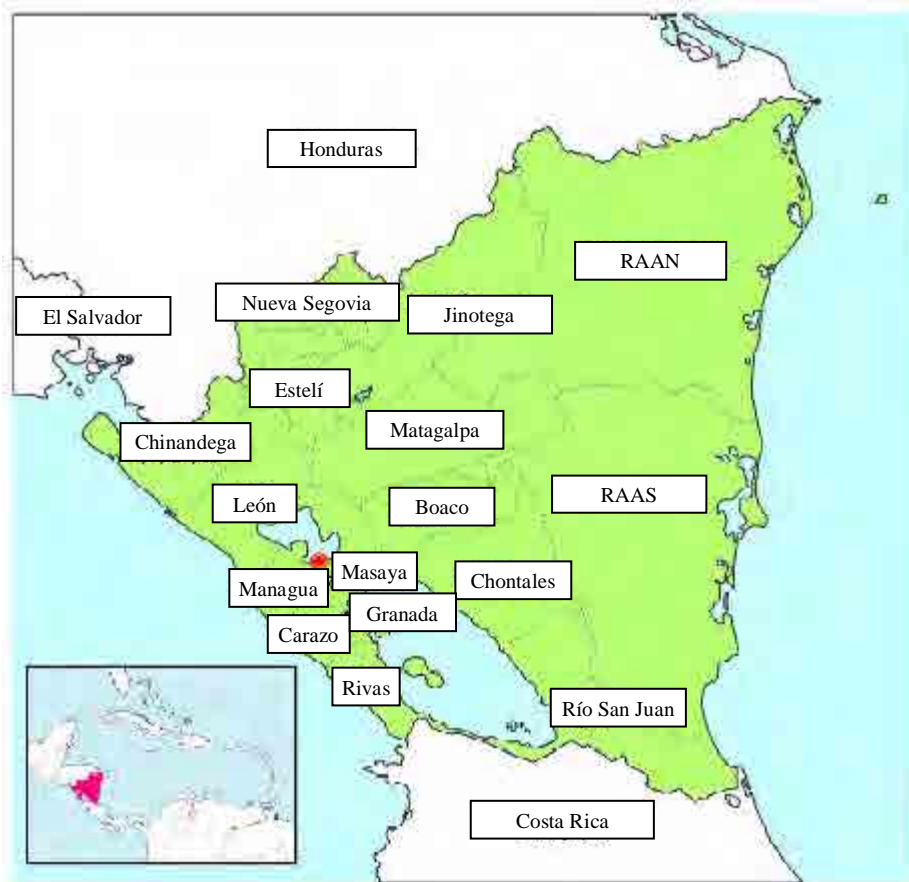 Honduras
RAAN
Nueva Segovia
Jinotega
El Salvador
Estelí
Matagalpa
Chinandega
León
Boaco
RAAS
Masaya
Managua
Chontales
Granada
Carazo
Rivas
Río San Juan
Costa Rica